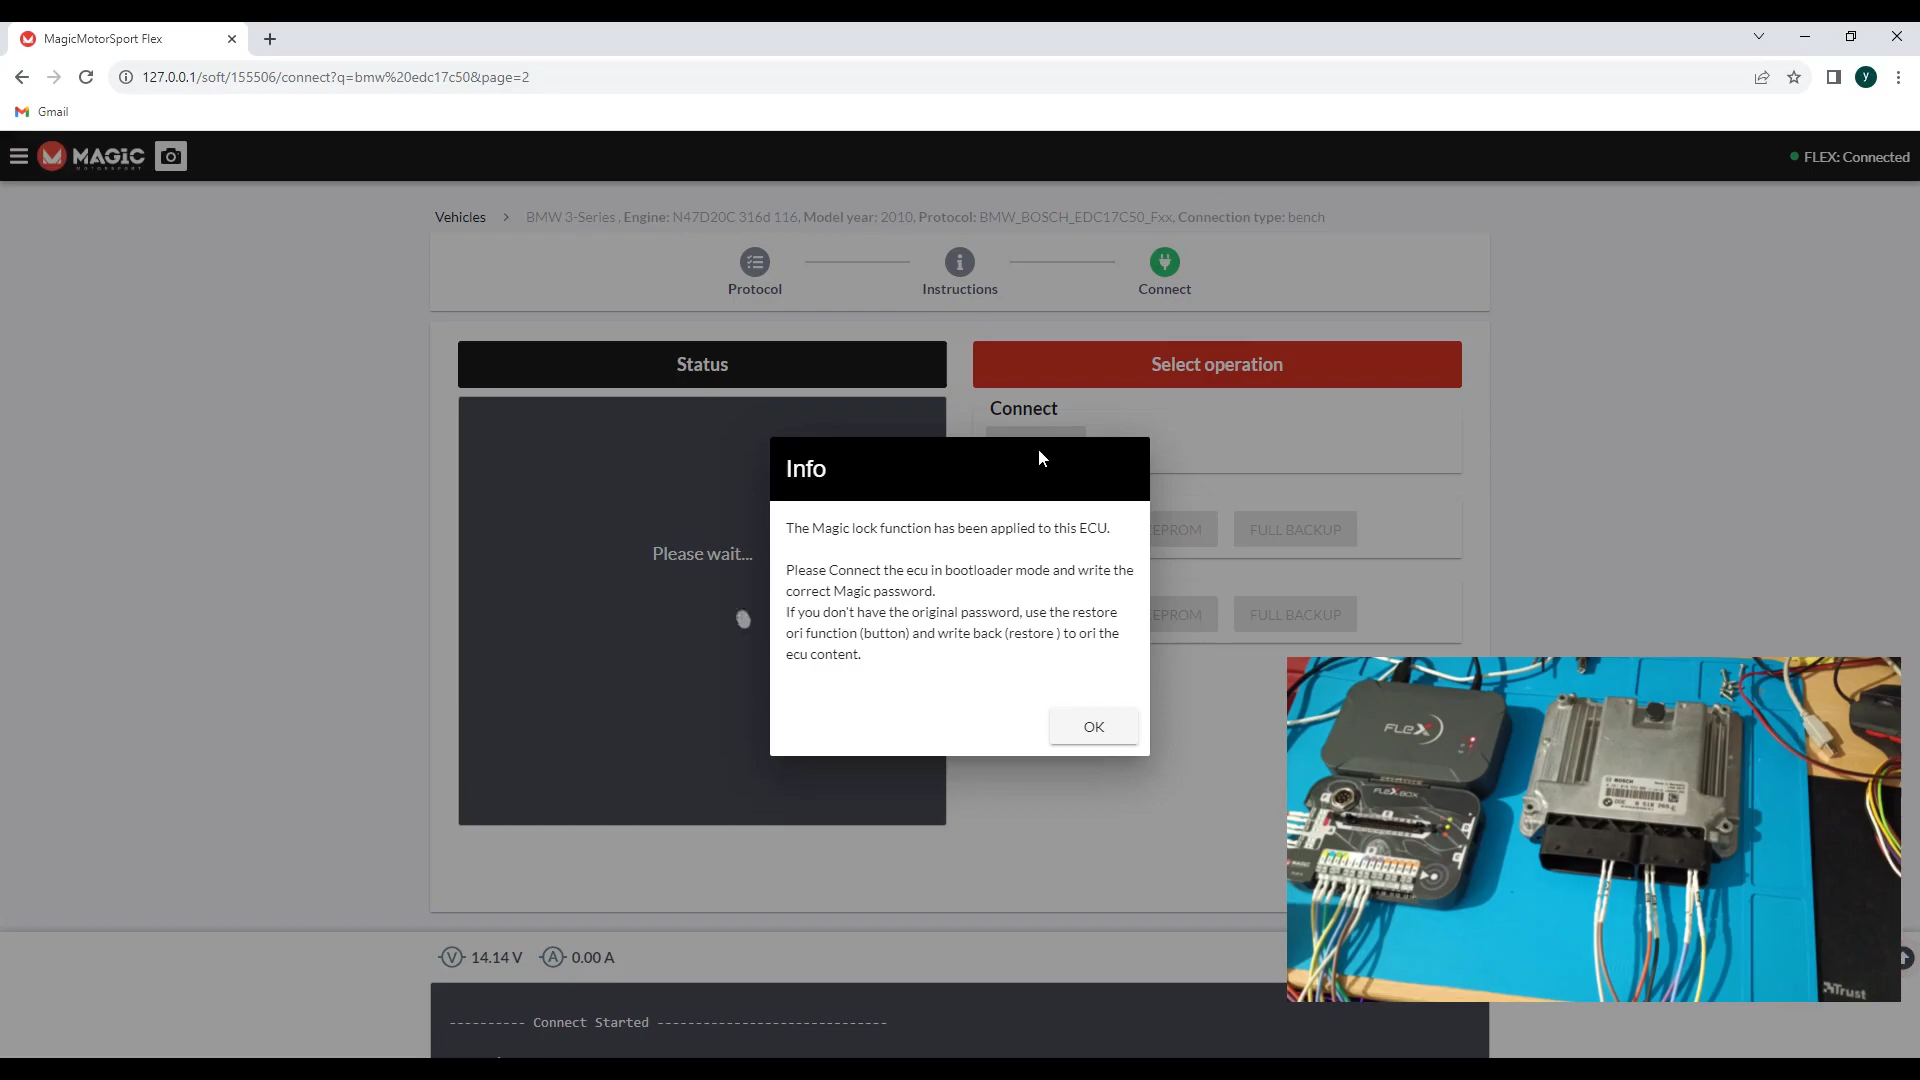 MagicMotorSport Flex
127.0.0.1/soft/155506/connect?q=bmw%20edc17c50&page=2
y
Gmail
MAGIC
MOTORSPORT
FLEX: Connected
Vehicles > BMW 3-Series , Engine: N47D20C 316d 116, Model year: 2010, Protocol: BMW_BOSCH_EDC17C50_Fxx, Connection type: bench
Protocol
Instructions
Connect
Status
Select operation
Connect
Info
The Magic lock function has been applied to this ECU.
Please Connect the ecu in bootloader mode and write the
correct Magic password.
If you don't have the original password, use the restore
ori function (button) and write back (restore ) to ori the
ecu content.
OK
Please wait...
EPROM
FULL BACKUP
EPROM
FULL BACKUP
FLEX
FLEXBOX
BOSCH
Trust
V 14.14 V A 0.00 A
---------- Connect Started ------------------------------